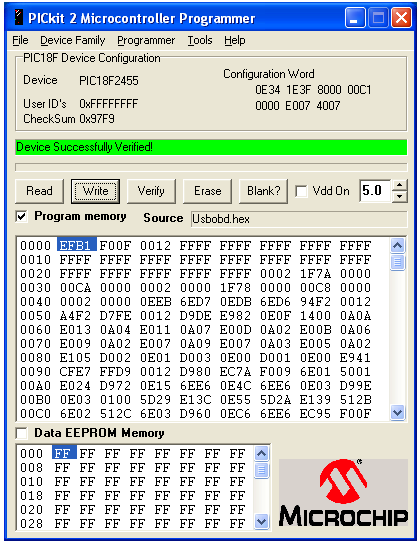 PICkit 2 Microcontroller Programmer
File Device Family Programmer Tools Help
PIC18F Device Configuration
Device PIC18F2455
Configuration Word
0E34 1E3F 8000 00C1
User ID's 0xFFFFFFFF
0000 E007 4007
CheckSum 0x97F9
Device Successfully Verified!
Read Write Verify Erase Blank? Vdd On 5.0
Program memory Source Usbobd.hex
0000 EFB1 F00F 0012 FFFF FFFF FFFF FFFF FFFF
0010 FFFF FFFF FFFF FFFF FFFF FFFF FFFF FFFF
0020 FFFF FFFF FFFF FFFF FFFF 0002 1F7A 0000
0030 00CA 0000 0002 0000 1F78 0000 00C8 0000
0040 0002 0000 0EEB 6ED7 0EDB 6ED6 94F2 0012
0050 A4F2 D7FE 0012 D9DE E982 0E0F 1400 0A0A
0060 E013 0A04 E011 0A07 E00D 0A02 E00B 0A06
0070 E009 0A02 E007 0A09 E007 0A03 E005 0A02
0080 E105 D002 0E01 D003 0E00 D001 0E00 E941
0090 CFE7 FFD9 0012 D980 EC7A F009 6E01 5001
00A0 E024 D972 0E15 6EE6 0E4C 6EE6 0E03 D99E
00B0 0E03 0100 5D29 E13C 0E55 5D2A E139 512B
00C0 6E02 512C 6E03 D960 0EC6 6EE6 EC95 F00F
Data EEPROM Memory
000 FF FF FF FF FF FF FF FF
008 FF FF FF FF FF FF FF FF
010 FF FF FF FF FF FF FF FF
018 FF FF FF FF FF FF FF FF
020 FF FF FF FF FF FF FF FF
028 FF FF FF FF FF FF FF FF
MICROCHIP